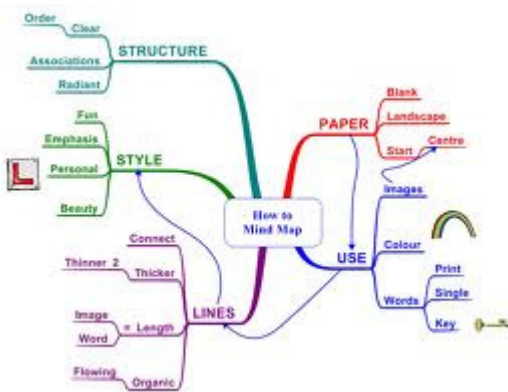 How to
Mind Map
PAPER
Blank
Landscape
Start
Centre
USE
Images
Colour
Words
Print
Single
Key
LINES
Connect
Thinner 2
Thicker
Image
Word
= Length
Flowing
Organic
STYLE
Fun
Emphasis
Personal
Beauty
L
STRUCTURE
Order
Clear
Associations
Radiant